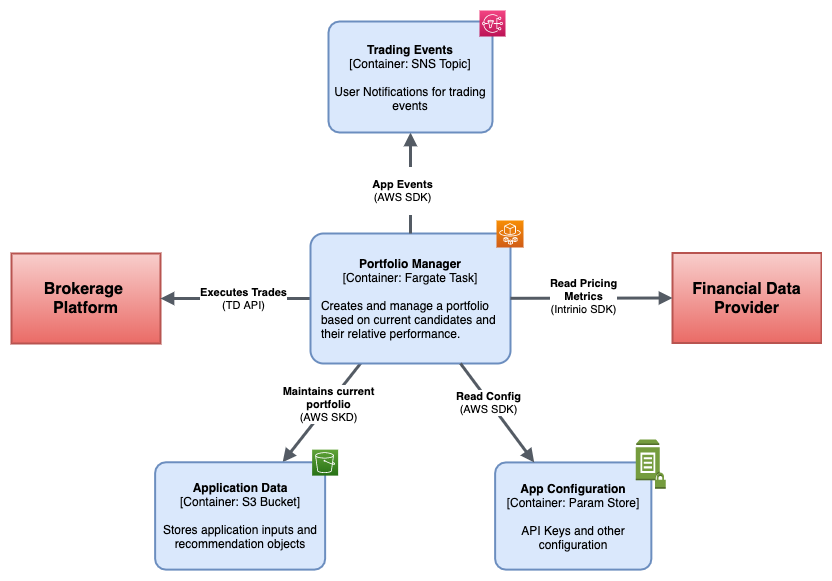 Trading Events
[Container: SNS Topic]
User Notifications for trading
events
App Events
(AWS SDK)
Portfolio Manager
[Container: Fargate Task]
Creates and manage a portfolio
based on current candidates and
their relative performance.
Brokerage
Platform
Executes Trades
(TD API)
Read Pricing
Metrics
(Intrinio SDK)
Financial Data
Provider
Maintains current
portfolio
(AWS SKD)
Read Config
(AWS SDK)
Application Data
[Container: S3 Bucket]
Stores application inputs and
recommendation objects
App Configuration
[Container: Param Store]
API Keys and other
configuration